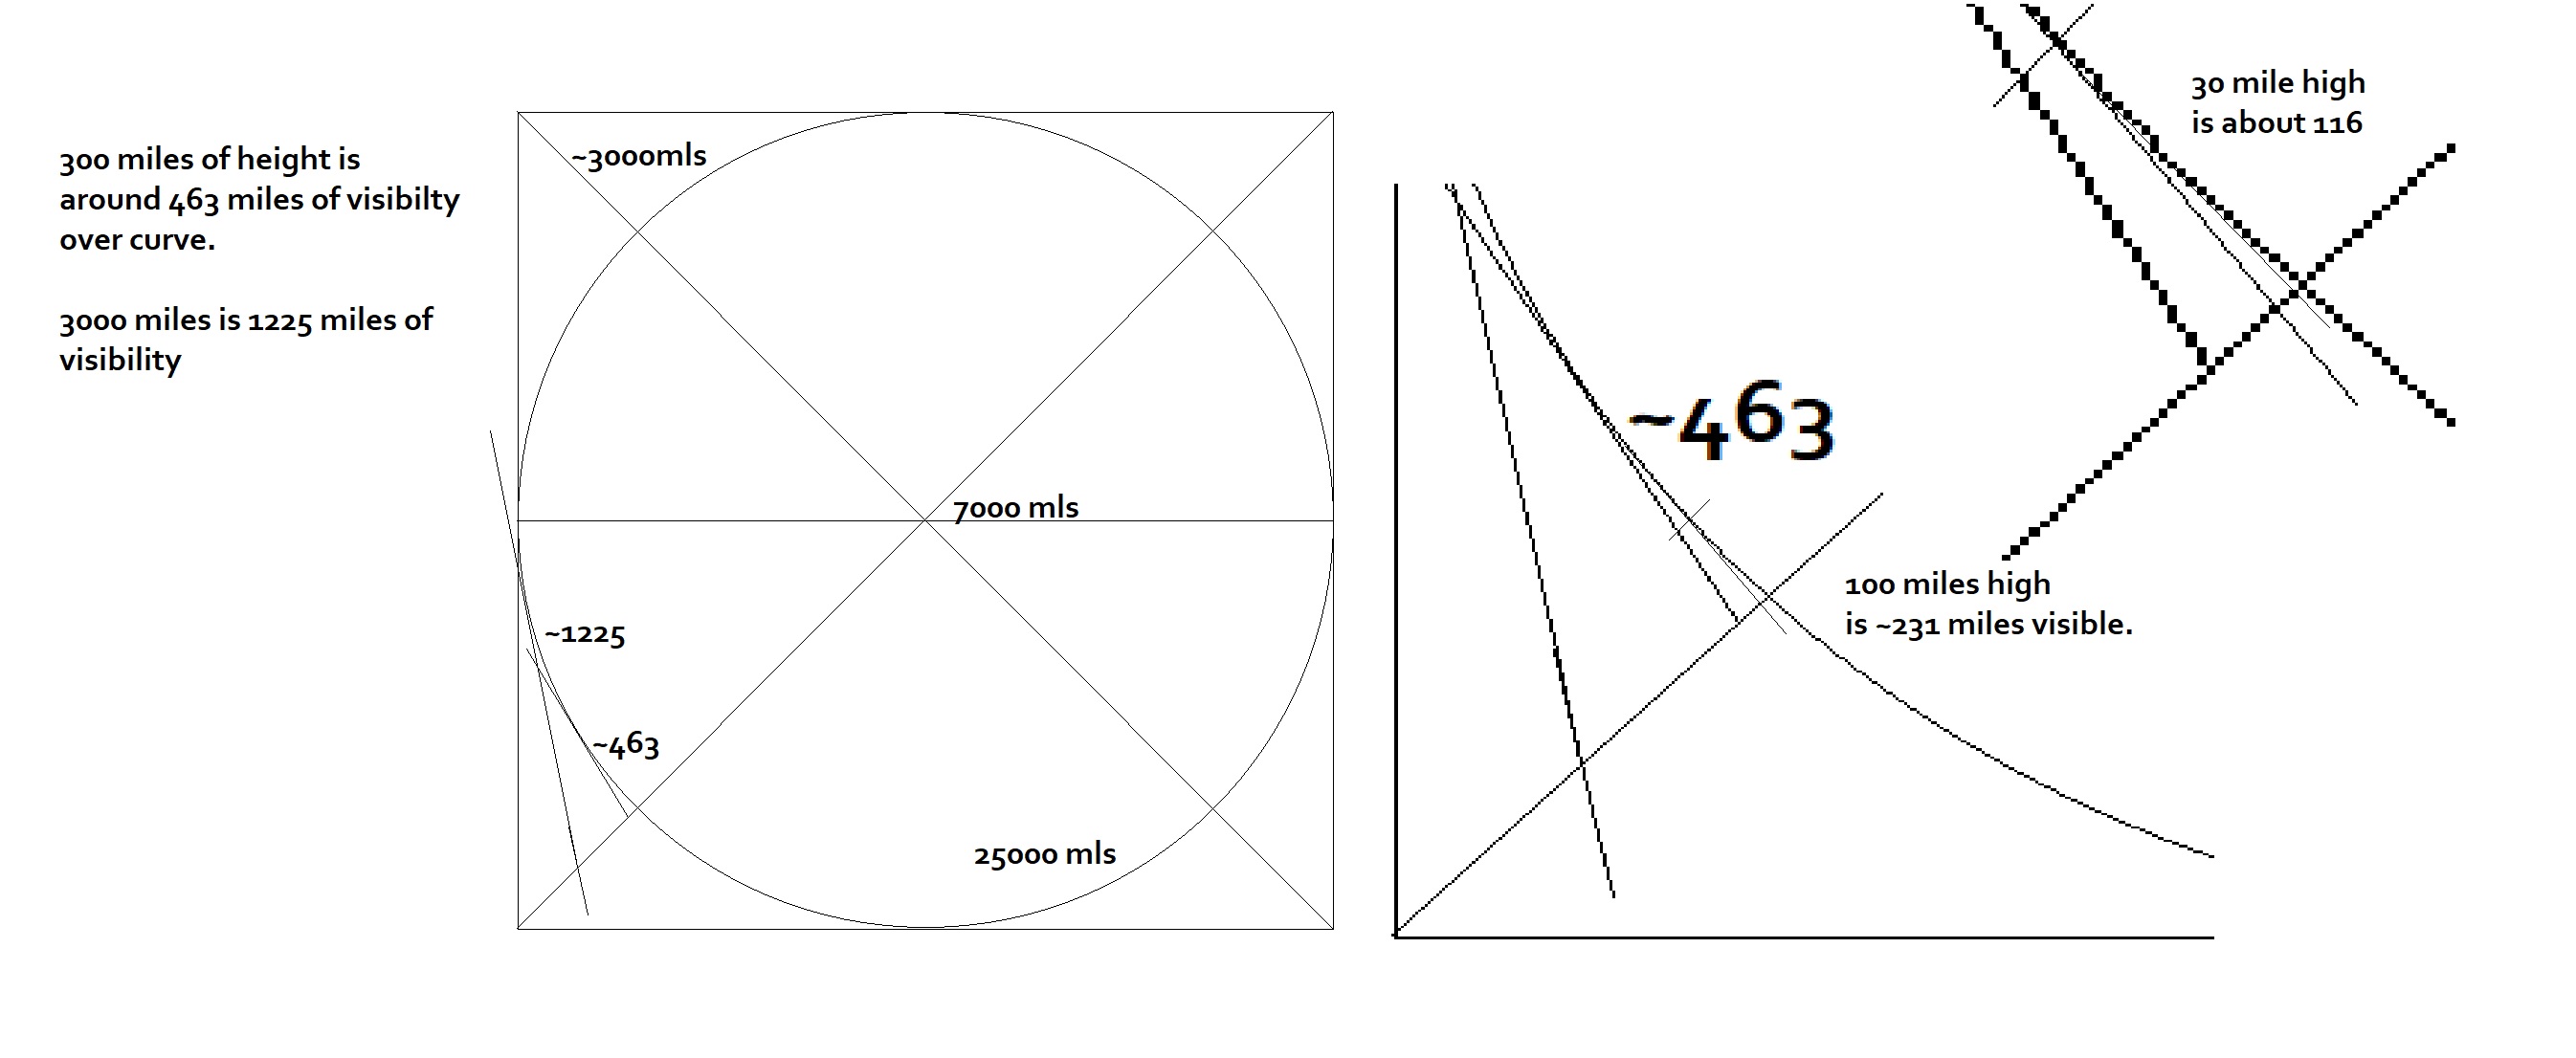 300 miles of height is
around 463 miles of visibilty
over curve.
3000 miles is 1225 miles of
visibility
~3000mls
7000 mls
~1225
~463
25000 mls
~463
100 miles high
is ~231 miles visible.
30 mile high
is about 116